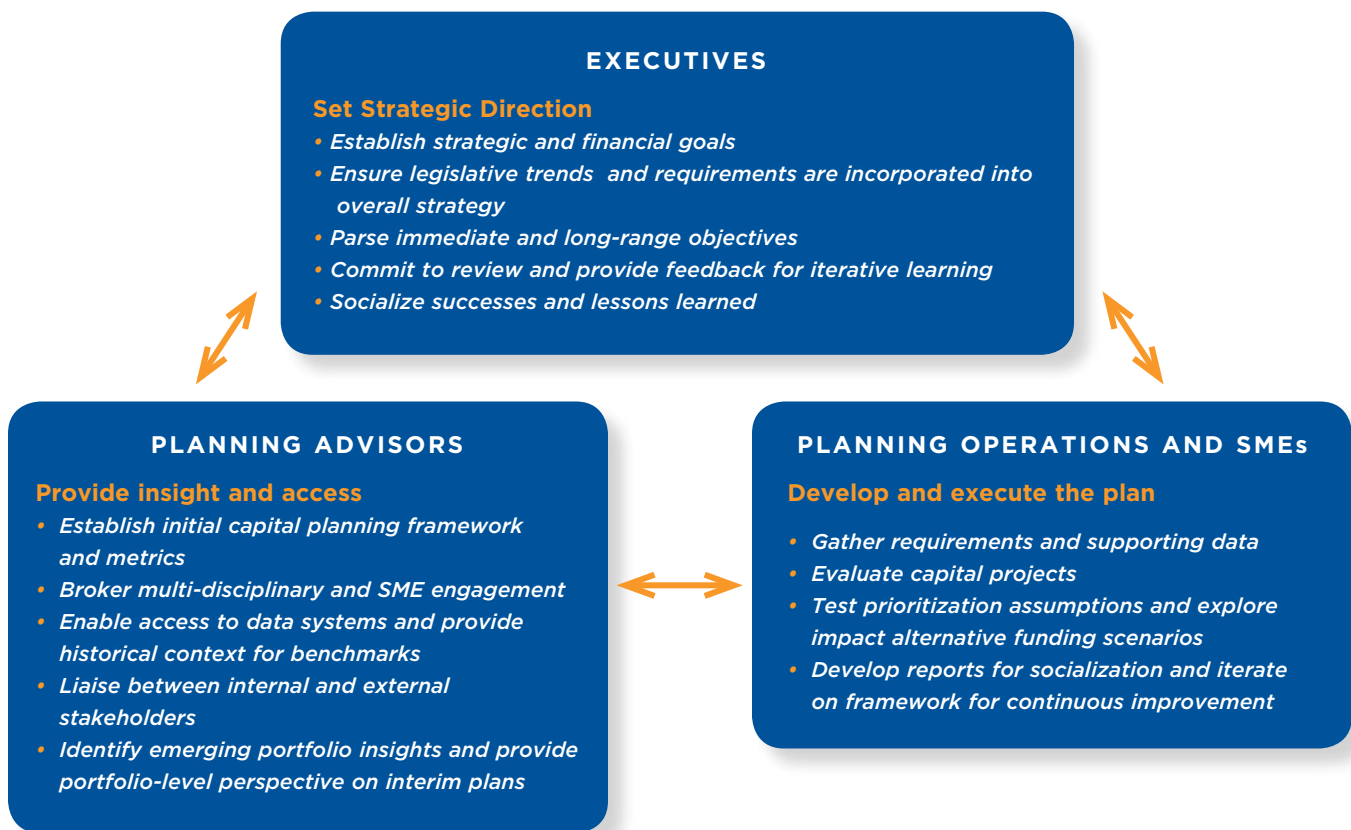 EXECUTIVES
Set Strategic Direction
• Establish strategic and financial goals
• Ensure legislative trends  and requirements are incorporated into
overall strategy
• Parse immediate and long-range objectives
• Commit to review and provide feedback for iterative learning
• Socialize successes and lessons learned
PLANNING ADVISORS
Provide insight and access
• Establish initial capital planning framework
and metrics
• Broker multi-disciplinary and SME engagement
• Enable access to data systems and provide
historical context for benchmarks
• Liaise between internal and external
stakeholders
• Identify emerging portfolio insights and provide
portfolio-level perspective on interim plans
PLANNING OPERATIONS AND SMEs
Develop and execute the plan
• Gather requirements and supporting data
• Evaluate capital projects
• Test prioritization assumptions and explore
impact alternative funding scenarios
• Develop reports for socialization and iterate
on framework for continuous improvement